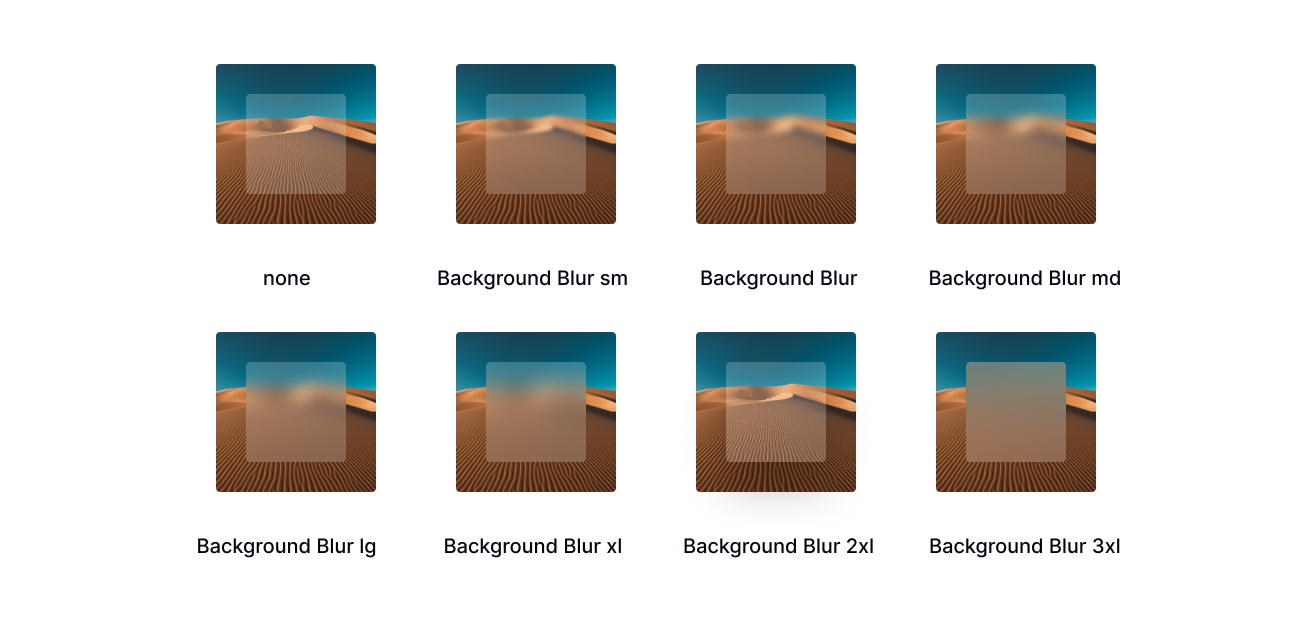 none
Background Blur sm
Background Blur
Background Blur md
Background Blur lg
Background Blur xl
Background Blur 2xl
Background Blur 3xl